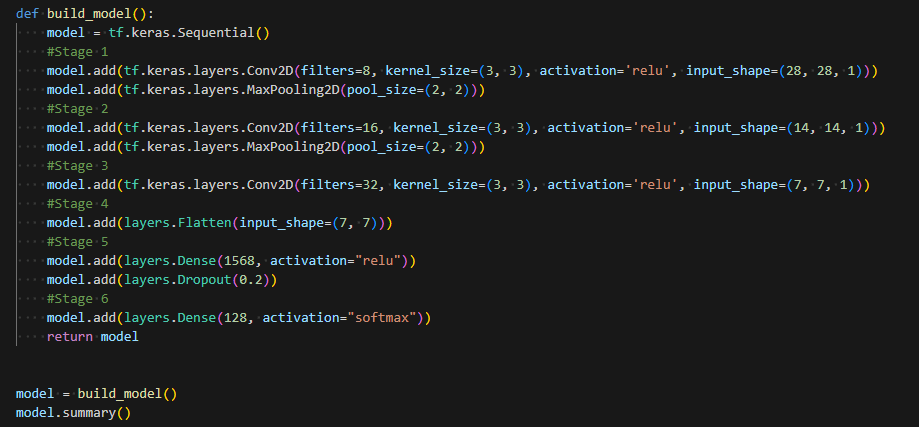 def build_model():
    model = tf.keras.Sequential()
    #Stage 1
    model.add(tf.keras.layers.Conv2D(filters=8, kernel_size=(3, 3), activation='relu', input_shape=(28, 28, 1)))
    model.add(tf.keras.layers.MaxPooling2D(pool_size=(2, 2)))
    #Stage 2
    model.add(tf.keras.layers.Conv2D(filters=16, kernel_size=(3, 3), activation='relu', input_shape=(14, 14, 1)))
    model.add(tf.keras.layers.MaxPooling2D(pool_size=(2, 2)))
    #Stage 3
    model.add(tf.keras.layers.Conv2D(filters=32, kernel_size=(3, 3), activation='relu', input_shape=(7, 7, 1)))
    #Stage 4
    model.add(layers.Flatten(input_shape=(7, 7)))
    #Stage 5
    model.add(layers.Dense(1568, activation="relu"))
    model.add(layers.Dropout(0.2))
    #Stage 6
    model.add(layers.Dense(128, activation="softmax"))
    return model
model = build_model()
model.summary()